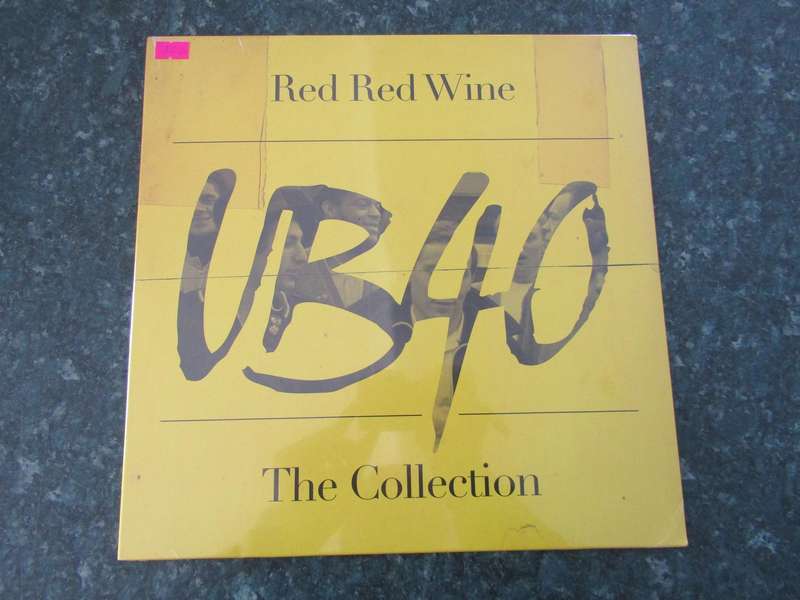 Red Red Wine
UB40
The Collection